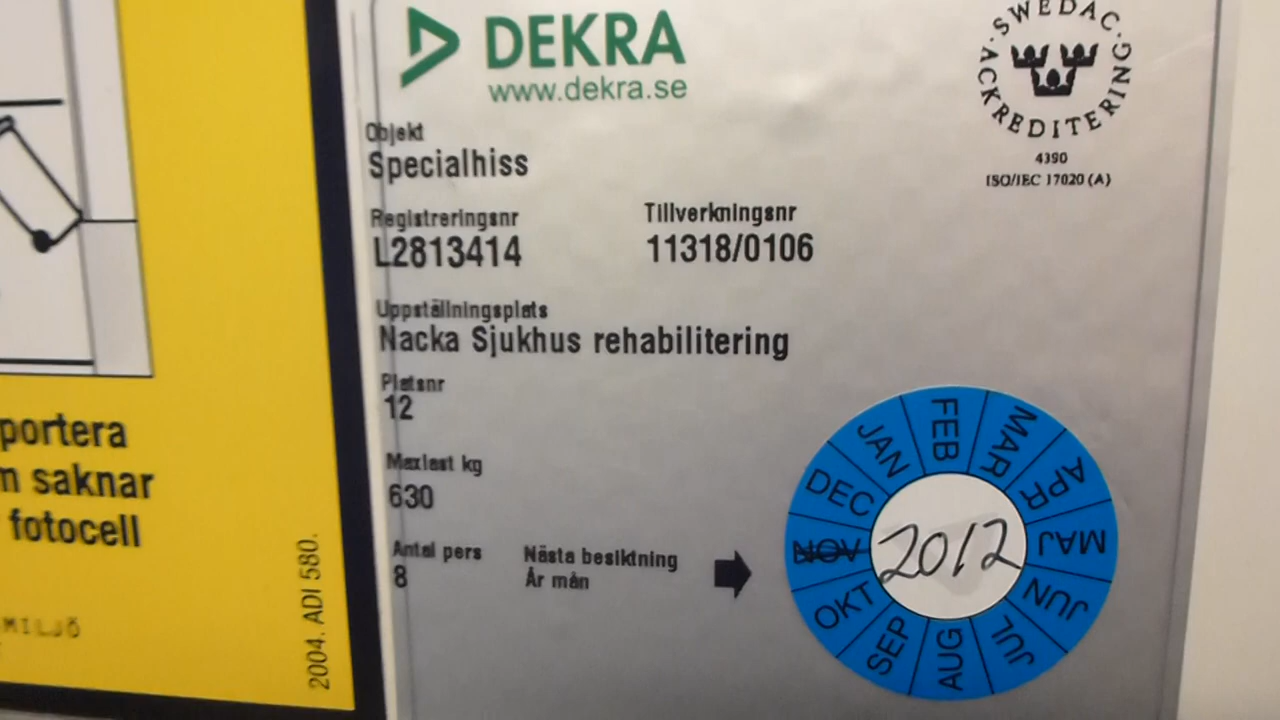 portera
m saknar
fotocell
MILJÖ
2004. ADI 580.
DEKRA
www.dekra.se
· SWEDAC · ACKREDITERING
4390
ISO/IEC 17020 (A)
Objekt
Specialhiss
Registreringsnr
L2813414
Tillverkningsnr
11318/0106
Uppställningsplats
Nacka Sjukhus rehabilitering
Platsnr
12
Maxlast kg
630
Antal pers
8
Nästa besiktning
År mån
JAN
FEB
MAR
APR
MAJ
JUN
JUL
AUG
SEP
OKT
NOV
DEC
2012